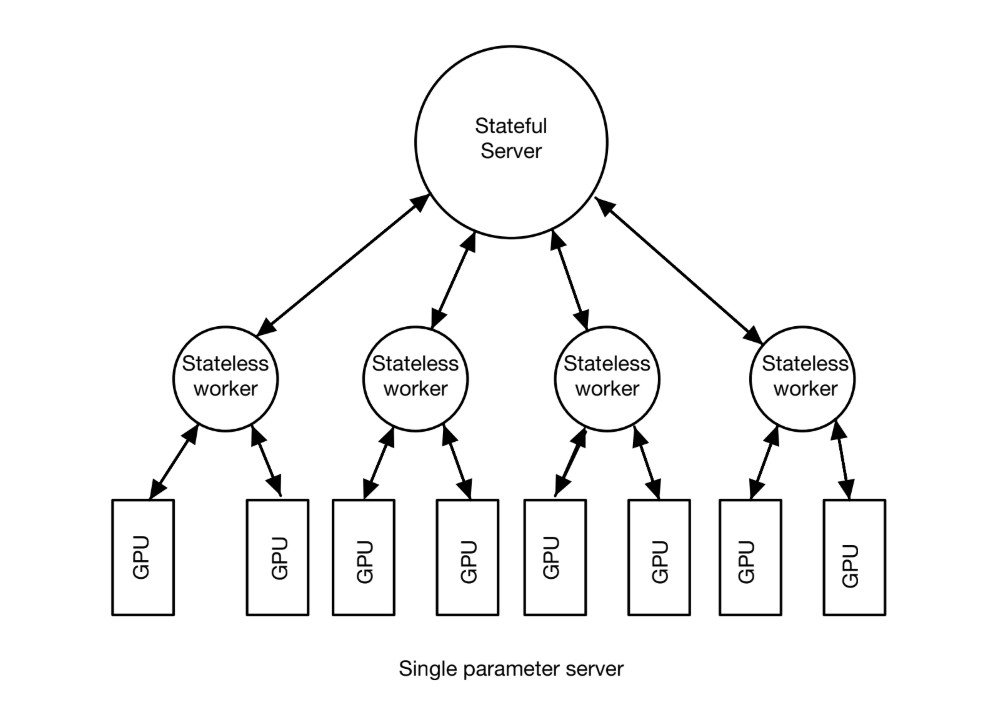 Stateful
Server
Stateless
worker
Stateless
worker
Stateless
worker
Stateless
worker
GPU
GPU
GPU
GPU
GPU
GPU
GPU
GPU
Single parameter server